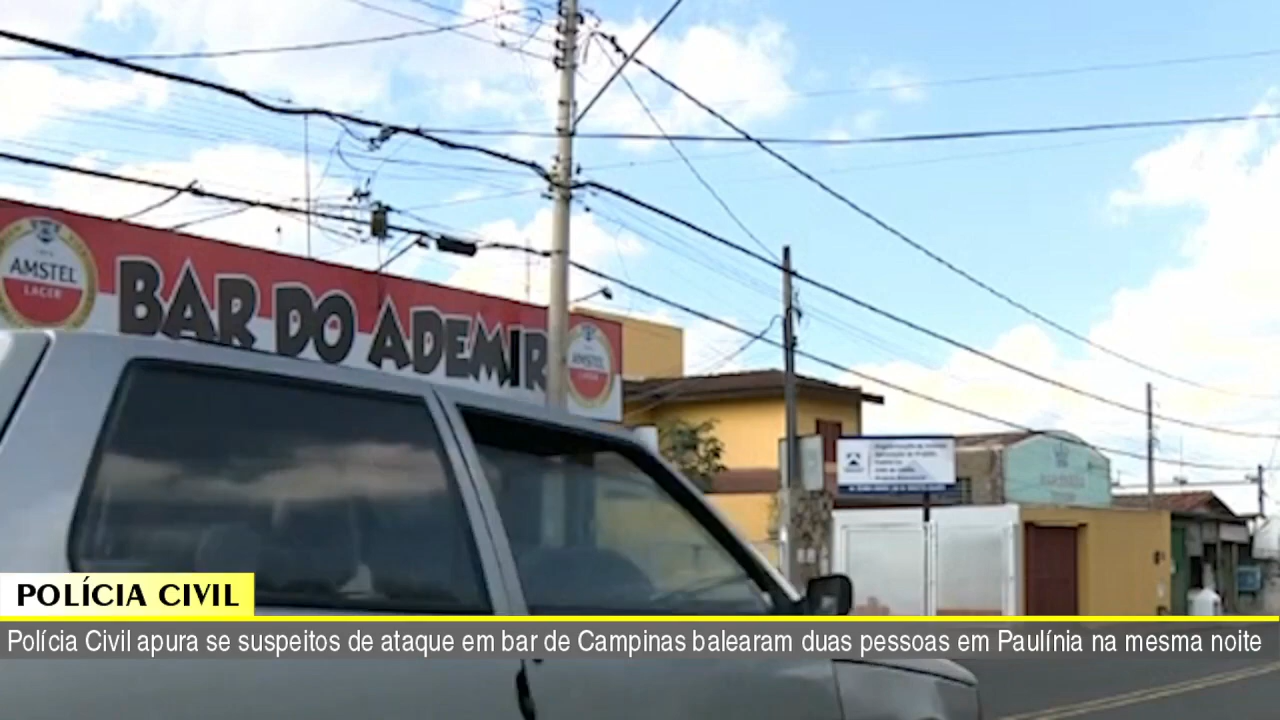 AMSTEL
LAGER
BAR DO ADEMIR
AMSTEL
POLÍCIA CIVIL
Polícia Civil apura se suspeitos de ataque em bar de Campinas balearam duas pessoas em Paulínia na mesma noite